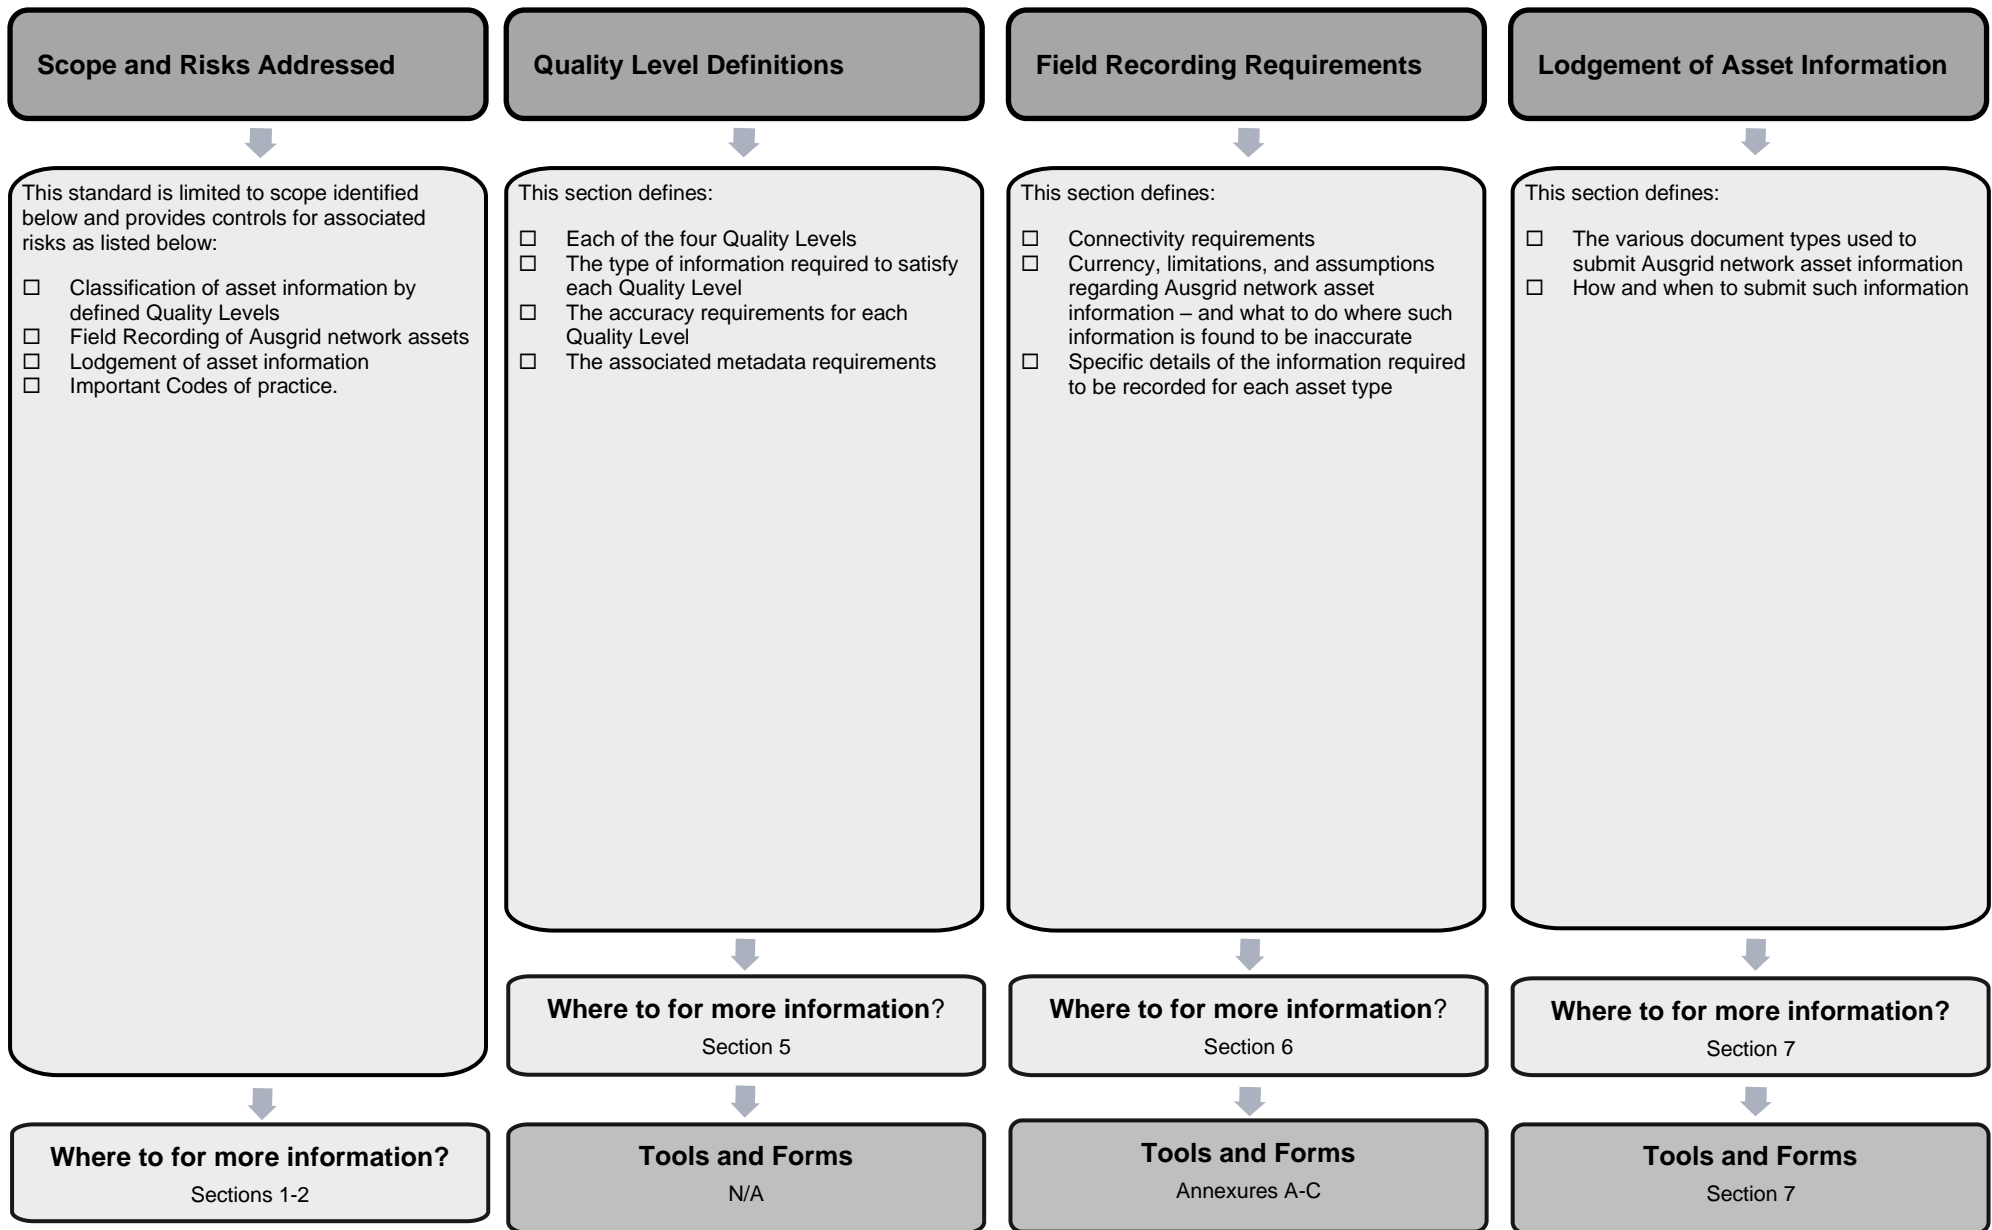 Scope and Risks Addressed
This standard is limited to scope identified
below and provides controls for associated
risks as listed below:
☐ Classification of asset information by
defined Quality Levels
☐ Field Recording of Ausgrid network assets
☐ Lodgement of asset information
☐ Important Codes of practice.
Where to for more information?
Sections 1-2
Quality Level Definitions
This section defines:
☐ Each of the four Quality Levels
☐ The type of information required to satisfy
each Quality Level
☐ The accuracy requirements for each
Quality Level
☐ The associated metadata requirements
Where to for more information?
Section 5
Tools and Forms
N/A
Field Recording Requirements
This section defines:
☐ Connectivity requirements
☐ Currency, limitations, and assumptions
regarding Ausgrid network asset
information – and what to do where such
information is found to be inaccurate
☐ Specific details of the information required
to be recorded for each asset type
Where to for more information?
Section 6
Tools and Forms
Annexures A-C
Lodgement of Asset Information
This section defines:
☐ The various document types used to
submit Ausgrid network asset information
☐ How and when to submit such information
Where to for more information?
Section 7
Tools and Forms
Section 7